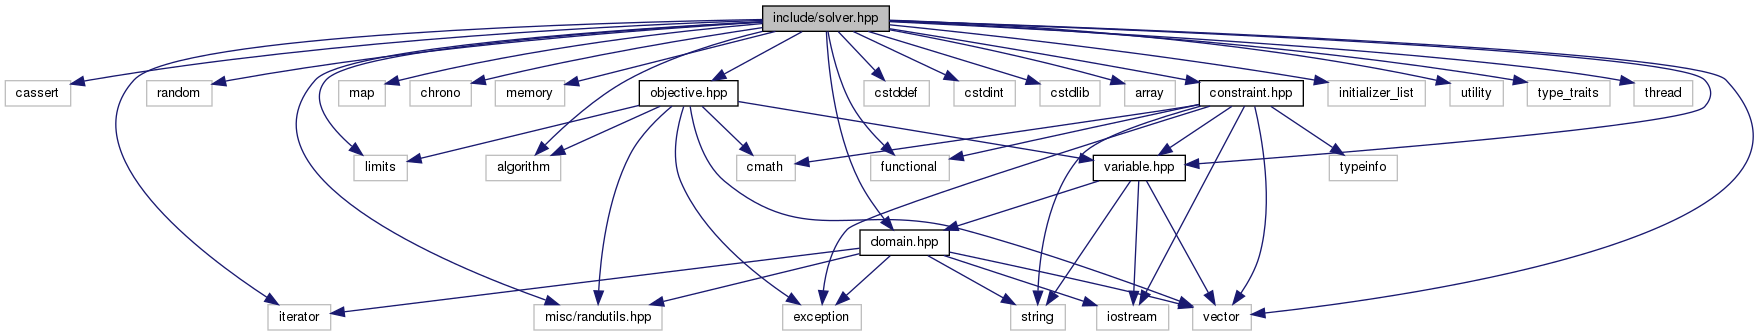 include/solver.hpp
cassert
random
map
chrono
memory
objective.hpp
cstddef
cstdint
cstdlib
array
constraint.hpp
initializer_list
utility
type_traits
thread
limits
algorithm
cmath
functional
variable.hpp
typeinfo
domain.hpp
iterator
misc/randutils.hpp
exception
string
iostream
vector